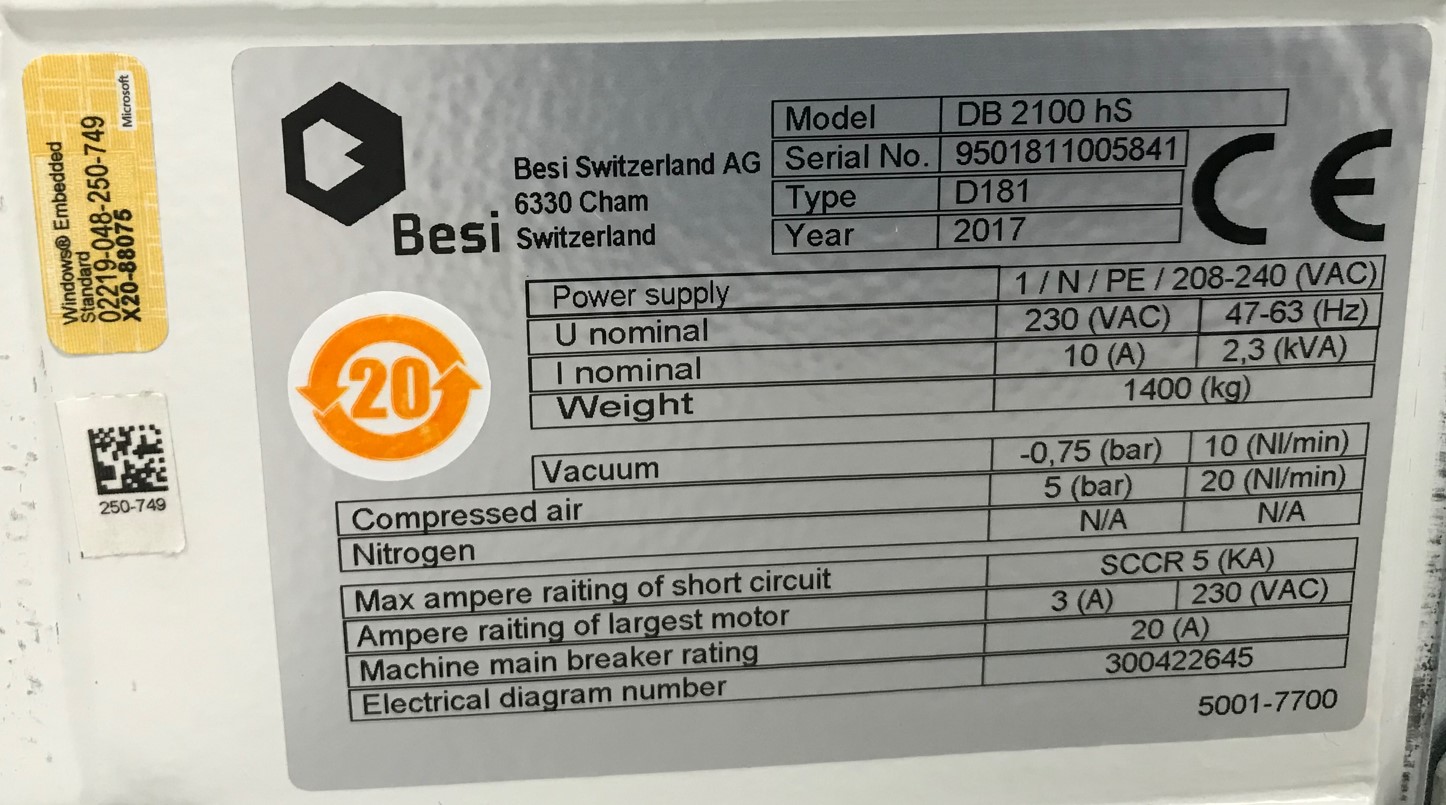 Windows® Embedded
Standard
02219-048-250-749
X20-88075
Microsoft
250-749
Besi
Besi Switzerland AG
6330 Cham
Switzerland
Model DB 2100 hS
Serial No. 9501811005841
Type D181
Year 2017
CE
20
Power supply 1 / N / PE / 208-240 (VAC)
U nominal 230 (VAC) 47-63 (Hz)
I nominal 10 (A) 2,3 (kVA)
Weight 1400 (kg)
Vacuum -0,75 (bar) 10 (Nl/min)
Compressed air 5 (bar) 20 (Nl/min)
Nitrogen N/A N/A
Max ampere raiting of short circuit SCCR 5 (KA)
Ampere raiting of largest motor 3 (A) 230 (VAC)
Machine main breaker rating 20 (A)
Electrical diagram number 300422645
5001-7700